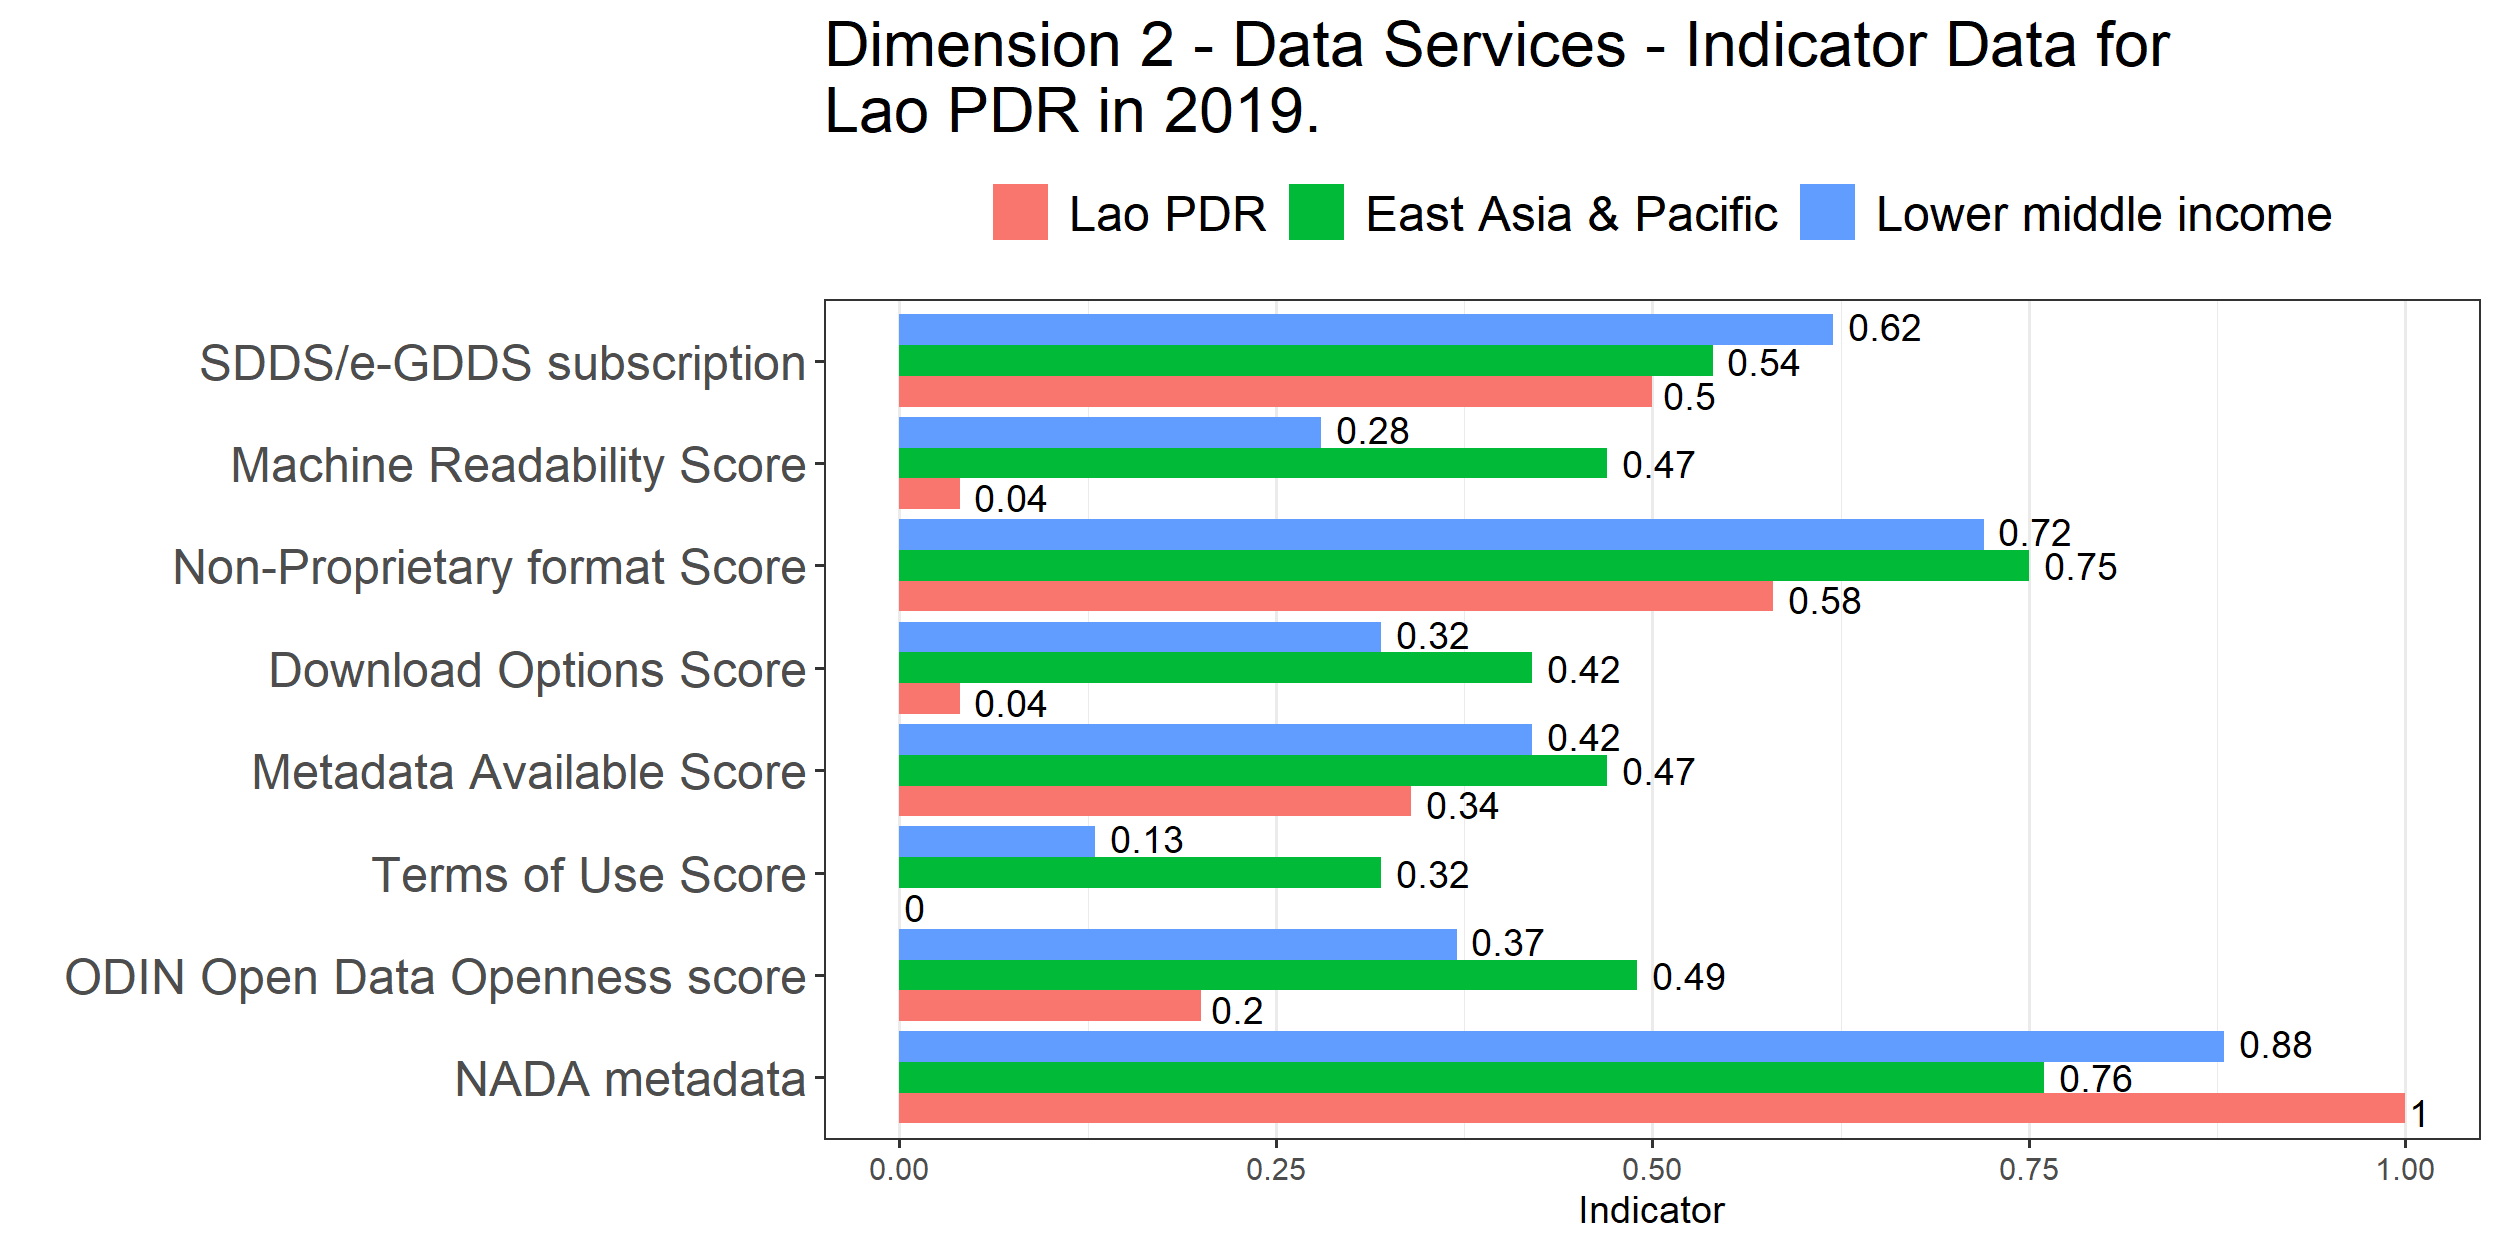 Dimension 2 - Data Services - Indicator Data for
Lao PDR in 2019.
Lao PDR East Asia & Pacific Lower middle income
SDDS/e-GDDS subscription
0.62
0.54
0.5
Machine Readability Score
0.28
0.47
0.04
Non-Proprietary format Score
0.72
0.75
0.58
Download Options Score
0.32
0.42
0.04
Metadata Available Score
0.42
0.47
0.34
Terms of Use Score
0.13
0.32
0
ODIN Open Data Openness score
0.37
0.49
0.2
NADA metadata
0.88
0.76
1
0.00 0.25 0.50 0.75 1.00
Indicator